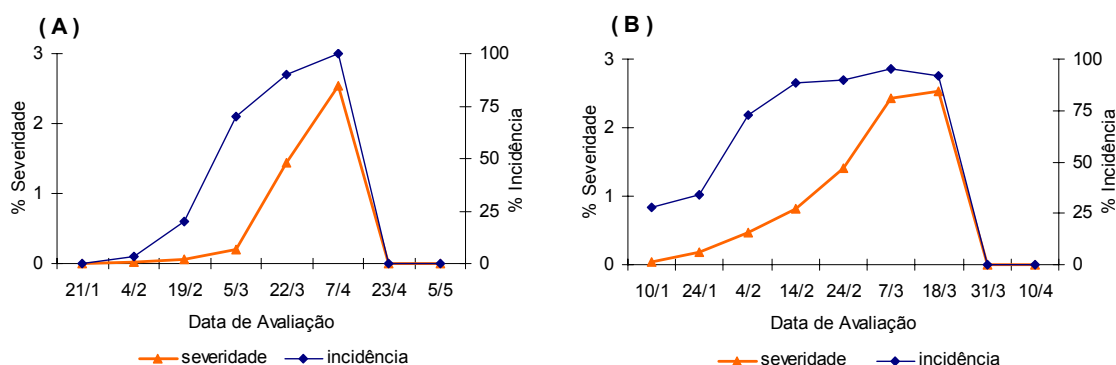 ( A )
3
2
1
0
% Severidade
100
75
50
25
0
% Incidência
21/1 4/2 19/2 5/3 22/3 7/4 23/4 5/5
Data de Avaliação
severidade incidência
( B )
3
2
1
0
% Severidade
100
75
50
25
0
% Incidência
10/1 24/1 4/2 14/2 24/2 7/3 18/3 31/3 10/4
Data de Avaliação
severidade incidência